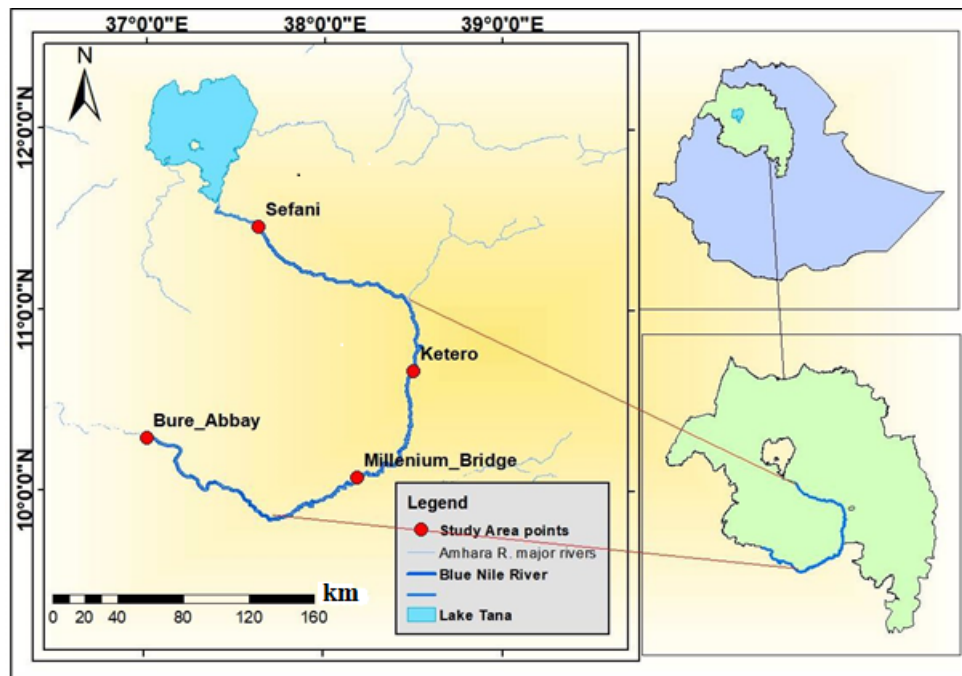 37°0'0"E 38°0'0"E 39°0'0"E
N
12°0'0"N
Sefani
11°0'0"N
Ketero
Bure_Abbay
Millenium_Bridge
10°0'0"N
Legend
Study Area points
Amhara R. major rivers
Blue Nile River
Lake Tana
km
0 20 40 80 120 160